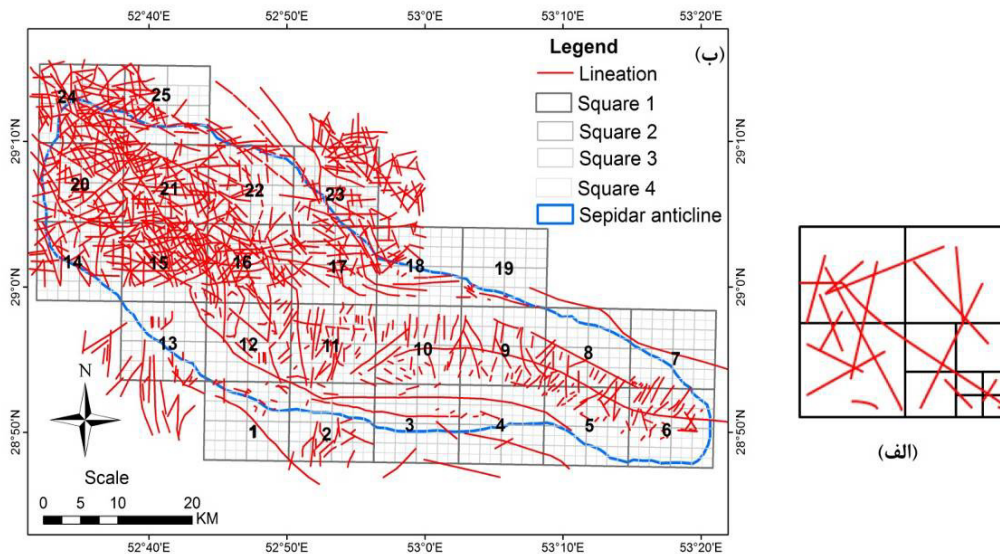 52°40'E 52°50'E 53°0'E 53°10'E 53°20'E
(ب)
Legend
Lineation
Square 1
Square 2
Square 3
Square 4
Sepidar anticline
29°10'N 29°10'N
29°0'N 29°0'N
28°50'N 28°50'N
24 25
20 21 22 23
14 15 16 17 18 19
13 12 11 10 9 8 7
1 2 3 4 5 6
N
Scale
0 5 10 20
KM
52°40'E 52°50'E 53°0'E 53°10'E 53°20'E
(الف)